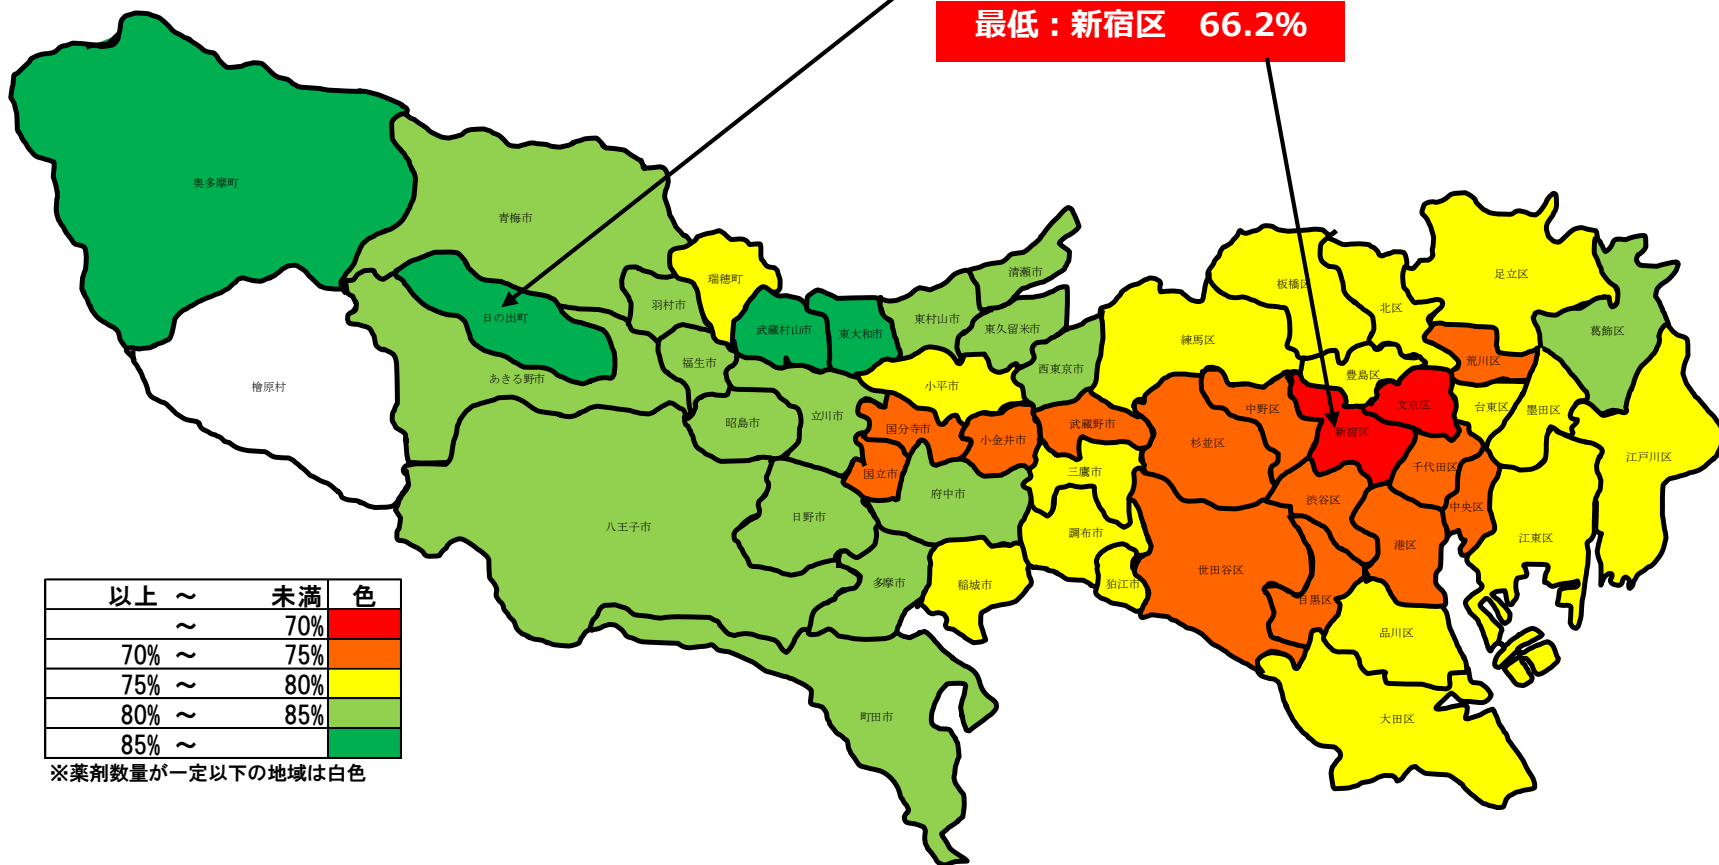 最低：新宿区　66.2%
奥多摩町
青梅市
瑞穂町
清瀬市
足立区
板橋区
羽村市
日の出町
武蔵村山市
東大和市
東村山市
東久留米市
北区
葛飾区
練馬区
荒川区
福生市
西東京市
豊島区
あきる野市
檜原村
小平市
中野区
文京区
台東区
墨田区
昭島市
立川市
国分寺市
小金井市
武蔵野市
杉並区
新宿区
江戸川区
国立市
三鷹市
千代田区
府中市
渋谷区
中央区
八王子市
日野市
調布市
港区
江東区
多摩市
稲城市
狛江市
世田谷区
目黒区
品川区
町田市
大田区
以上 ～ 未満 色
～ 70%
70% ～ 75%
75% ～ 80%
80% ～ 85%
85% ～
※薬剤数量が一定以下の地域は白色